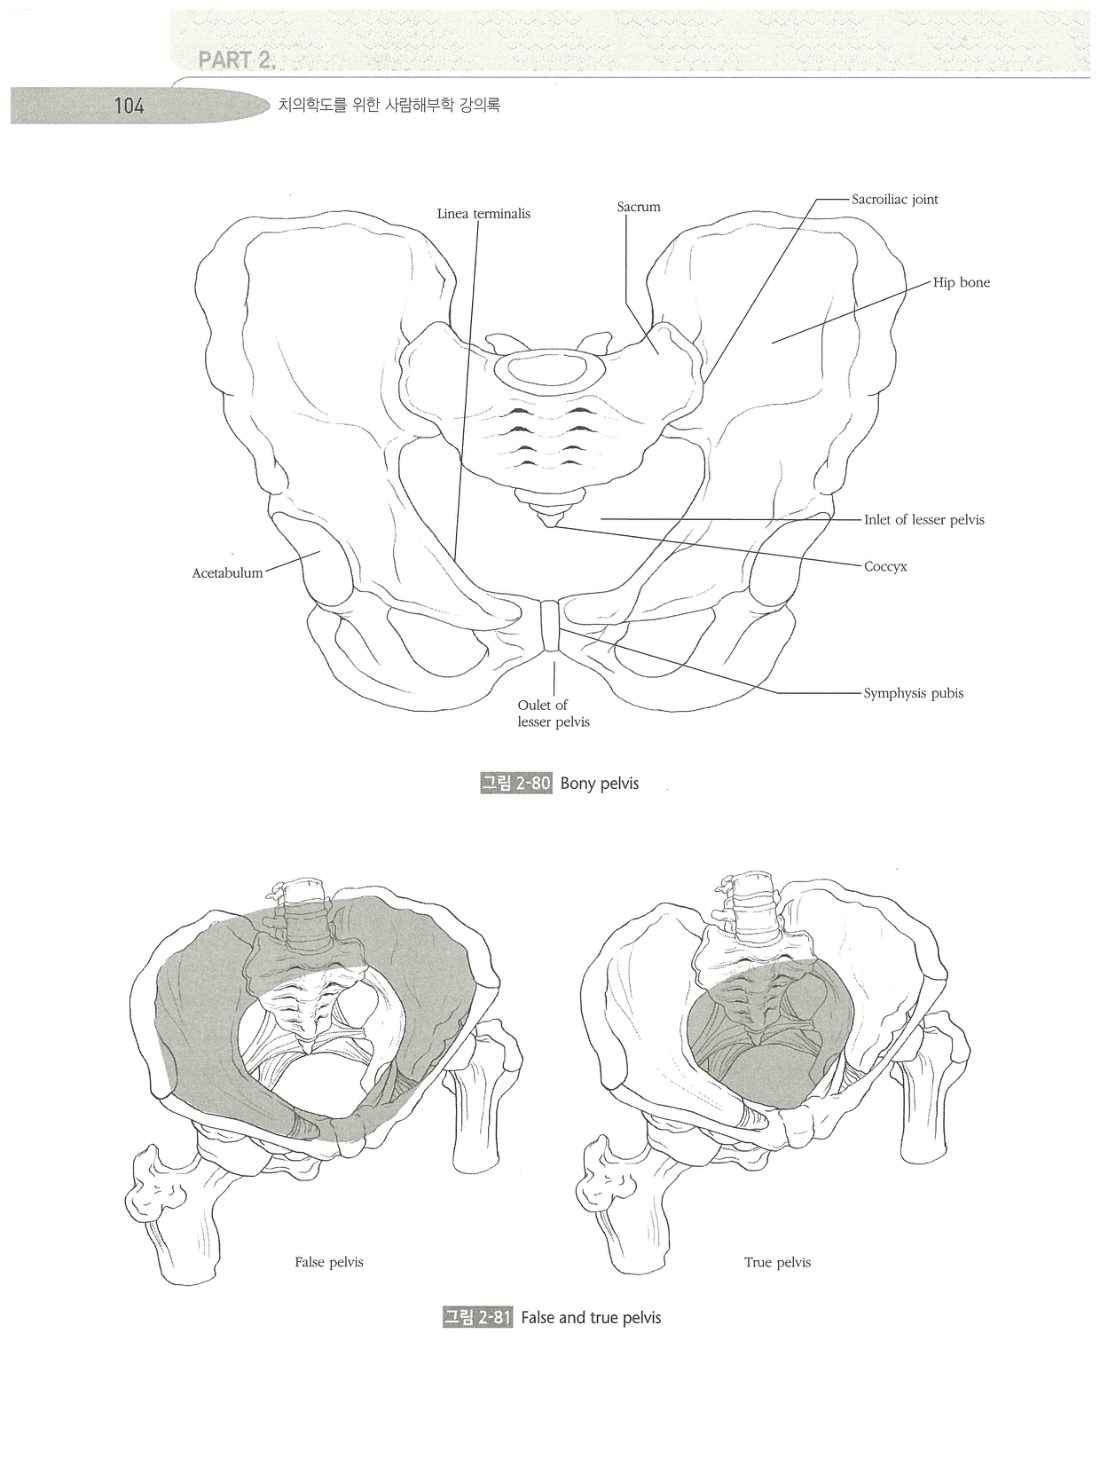 PART 2.
104
치의학도를 위한 사람해부학 강의록
Linea terminalis
Sacrum
Sacroiliac joint
Hip bone
Inlet of lesser pelvis
Coccyx
Acetabulum
Symphysis pubis
Oulet of
lesser pelvis
그림 2-80 Bony pelvis
False pelvis
True pelvis
그림 2-81 False and true pelvis